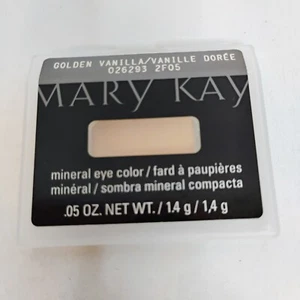 GOLDEN VANILLA/VANILLE DORÉE
026293 2F05
MARY KAY
mineral eye color / fard à paupières
minéral / sombra mineral compacta
.05 OZ. NET WT. / 1.4 g / 1,4 g